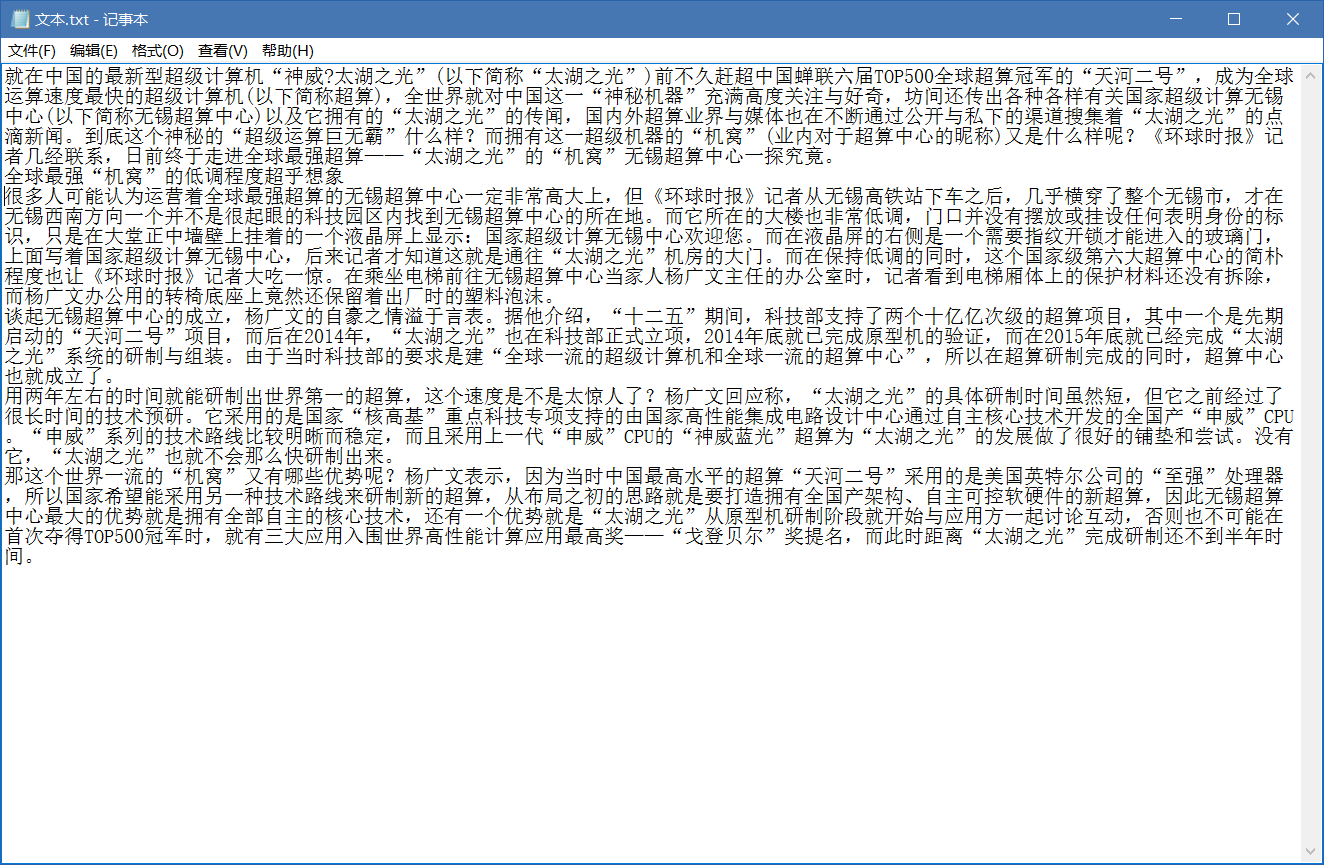 文本.txt - 记事本
文件(F) 编辑(E) 格式(O) 查看(V) 帮助(H)
就在中国的最新型超级计算机“神威?太湖之光”(以下简称“太湖之光”)前不久赶超中国蝉联六届TOP500全球超算冠军的“天河二号”，成为全球
运算速度最快的超级计算机(以下简称超算)，全世界就对中国这一“神秘机器”充满高度关注与好奇，坊间还传出各种各样有关国家超级计算无锡
中心(以下简称无锡超算中心)以及它拥有的“太湖之光”的传闻，国内外超算业界与媒体也在不断通过公开与私下的渠道搜集着“太湖之光”的点
滴新闻。到底这个神秘的“超级运算巨无霸”什么样？而拥有这一超级机器的“机窝”(业内对于超算中心的昵称)又是什么样呢？《环球时报》记
者几经联系，日前终于走进全球最强超算——“太湖之光”的“机窝”无锡超算中心一探究竟。
全球最强“机窝”的低调程度超乎想象
很多人可能认为运营着全球最强超算的无锡超算中心一定非常高大上，但《环球时报》记者从无锡高铁站下车之后，几乎横穿了整个无锡市，才在
无锡西南方向一个并不是很起眼的科技园区内找到无锡超算中心的所在地。而它所在的大楼也非常低调，门口并没有摆放或挂设任何表明身份的标
识，只是在大堂正中墙壁上挂着的一个液晶屏上显示：国家超级计算无锡中心欢迎您。而在液晶屏的右侧是一个需要指纹开锁才能进入的玻璃门，
上面写着国家超级计算无锡中心，后来记者才知道这就是通往“太湖之光”机房的大门。而在保持低调的同时，这个国家级第六大超算中心的简朴
程度也让《环球时报》记者大吃一惊。在乘坐电梯前往无锡超算中心当家人杨广文主任的办公室时，记者看到电梯厢体上的保护材料还没有拆除，
而杨广文办公用的转椅底座上竟然还保留着出厂时的塑料泡沫。
谈起无锡超算中心的成立，杨广文的自豪之情溢于言表。据他介绍，“十二五”期间，科技部支持了两个十亿亿次级的超算项目，其中一个是先期
启动的“天河二号”项目，而后在2014年，“太湖之光”也在科技部正式立项，2014年底就已完成原型机的验证，而在2015年底就已经完成“太湖
之光”系统的研制与组装。由于当时科技部的要求是建“全球一流的超级计算机和全球一流的超算中心”，所以在超算研制完成的同时，超算中心
也就成立了。
用两年左右的时间就能研制出世界第一的超算，这个速度是不是太惊人了？杨广文回应称，“太湖之光”的具体研制时间虽然短，但它之前经过了
很长时间的技术预研。它采用的是国家“核高基”重点科技专项支持的由国家高性能集成电路设计中心通过自主核心技术开发的全国产“申威”CPU
。“申威”系列的技术路线比较明晰而稳定，而且采用上一代“申威”CPU的“神威蓝光”超算为“太湖之光”的发展做了很好的铺垫和尝试。没有
它，“太湖之光”也就不会那么快研制出来。
那这个世界一流的“机窝”又有哪些优势呢？杨广文表示，因为当时中国最高水平的超算“天河二号”采用的是美国英特尔公司的“至强”处理器
，所以国家希望能采用另一种技术路线来研制新的超算，从布局之初的思路就是要打造拥有全国产架构、自主可控软硬件的新超算，因此无锡超算
中心最大的优势就是拥有全部自主的核心技术，还有一个优势就是“太湖之光”从原型机研制阶段就开始与应用方一起讨论互动，否则也不可能在
首次夺得TOP500冠军时，就有三大应用入围世界高性能计算应用最高奖——“戈登贝尔”奖提名，而此时距离“太湖之光”完成研制还不到半年时
间。